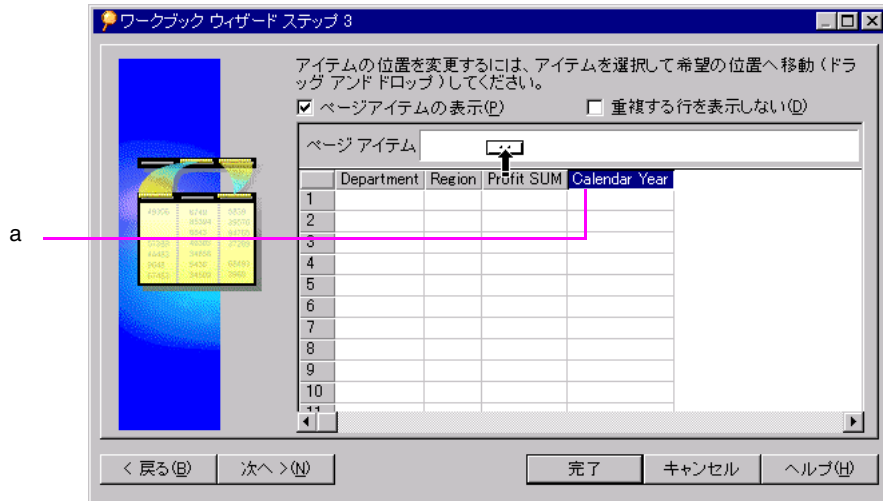 ワークブック ウィザード ステップ 3
アイテムの位置を変更するには、アイテムを選択して希望の位置へ移動（ドラ
ッグ アンド ドロップ）してください。
ページアイテムの表示(P) 重複する行を表示しない(D)
ページ アイテム
Department Region Profit SUM Calendar Year
1
2
3
4
5
6
7
8
9
10
11
a
< 戻る(B) 次へ >(N) 完了 キャンセル ヘルプ(H)